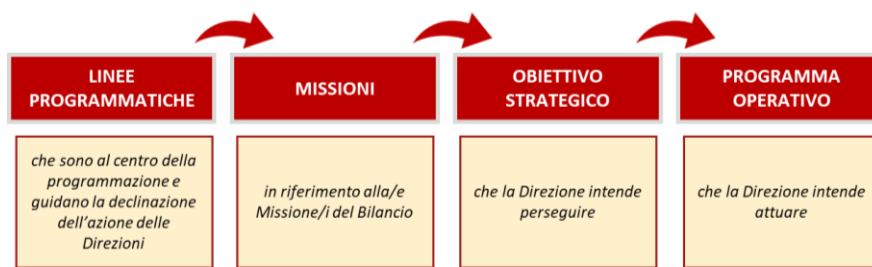 LINEE
PROGRAMMATICHE
che sono al centro della
programmazione e
guidano la declinazione
dell'azione delle
Direzioni
MISSIONI
in riferimento alla/e
Missione/i del Bilancio
OBIETTIVO
STRATEGICO
che la Direzione intende
perseguire
PROGRAMMA
OPERATIVO
che la Direzione intende
attuare